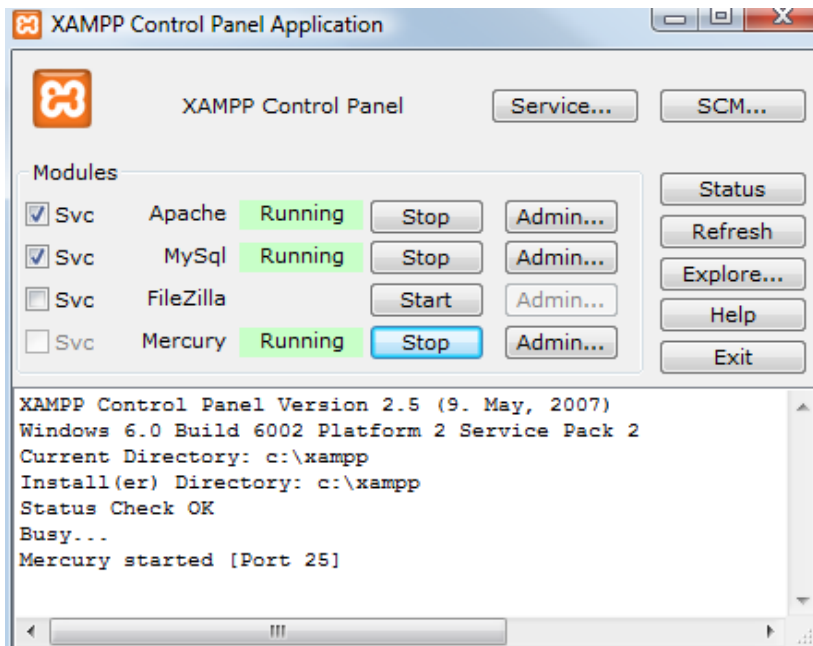 XAMPP Control Panel Application
XAMPP Control Panel Service... SCM...
Modules
Svc Apache Running Stop Admin...
Svc MySql Running Stop Admin...
Svc FileZilla Start Admin...
Svc Mercury Running Stop Admin...
Status
Refresh
Explore...
Help
Exit
XAMPP Control Panel Version 2.5 (9. May, 2007)
Windows 6.0 Build 6002 Platform 2 Service Pack 2
Current Directory: c:\xampp
Install(er) Directory: c:\xampp
Status Check OK
Busy...
Mercury started [Port 25]